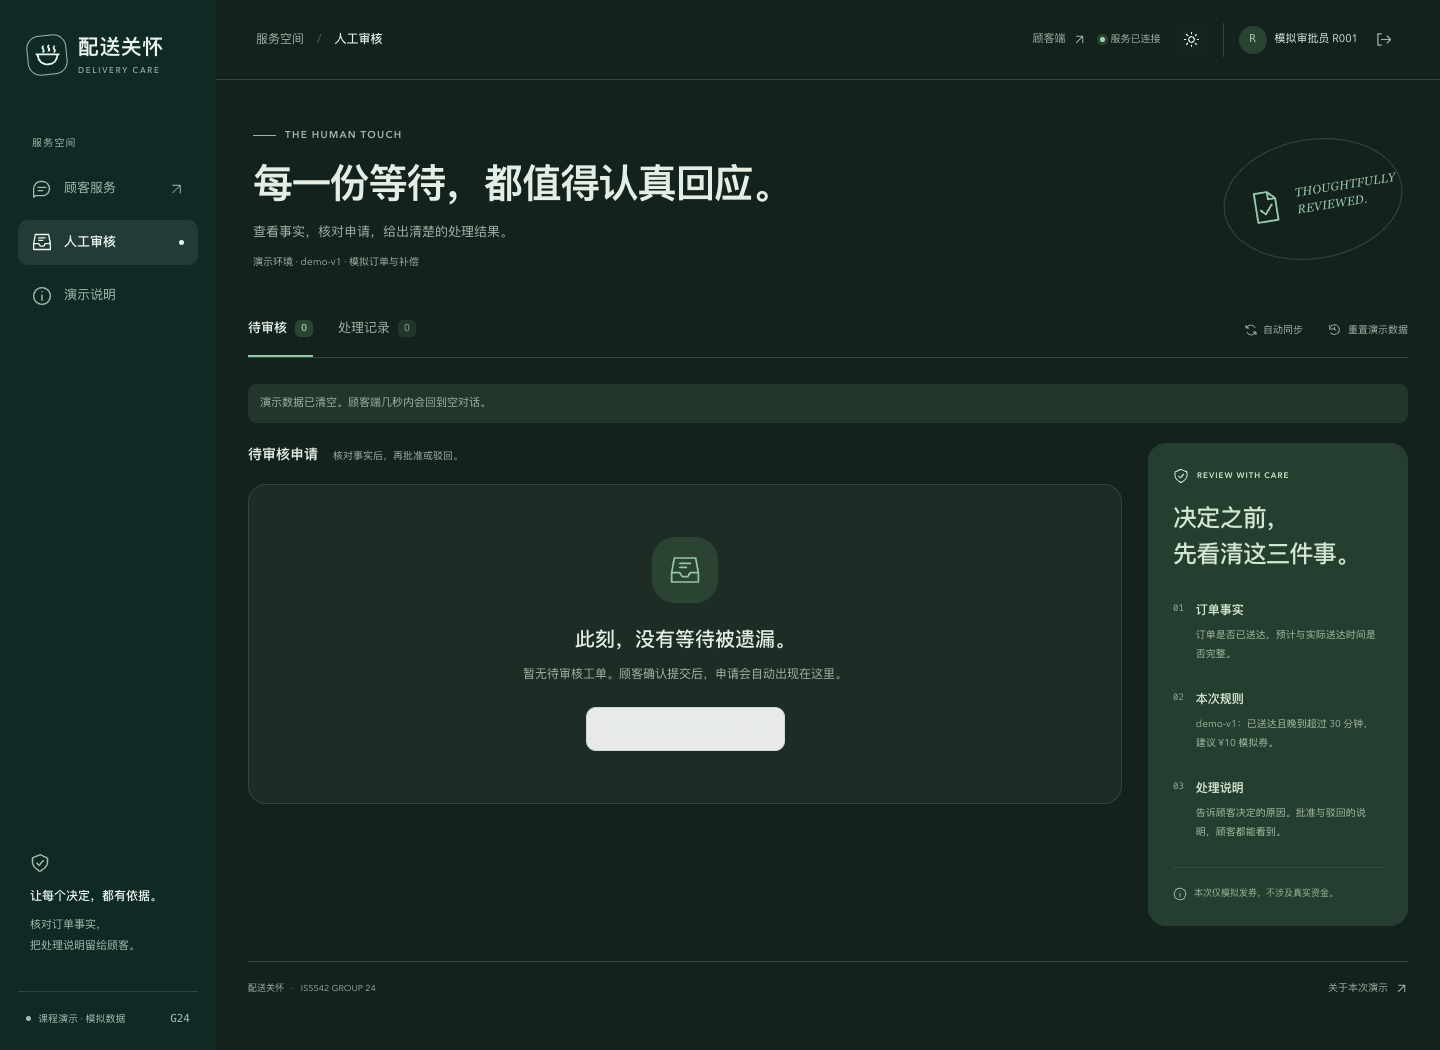 配送关怀
DELIVERY CARE
服务空间
顾客服务
人工审核
演示说明
让每个决定，都有依据。
核对订单事实，
把处理说明留给顾客。
课程演示 · 模拟数据
G24
服务空间 / 人工审核
顾客端
服务已连接
R
模拟审批员 R001
THE HUMAN TOUCH
每一份等待，都值得认真回应。
查看事实，核对申请，给出清楚的处理结果。
演示环境 · demo-v1 · 模拟订单与补偿
THOUGHTFULLY
REVIEWED.
待审核 0
处理记录 0
自动同步
重置演示数据
演示数据已清空。顾客端几秒内会回到空对话。
待审核申请
核对事实后，再批准或驳回。
此刻，没有等待被遗漏。
暂无待审核工单。顾客确认提交后，申请会自动出现在这里。
REVIEW WITH CARE
决定之前，
先看清这三件事。
01 订单事实
订单是否已送达，预计与实际送达时间是
否完整。
02 本次规则
demo-v1：已送达且晚到超过 30 分钟，
建议 ¥10 模拟券。
03 处理说明
告诉顾客决定的原因。批准与驳回的说
明，顾客都能看到。
本次仅模拟发券，不涉及真实资金。
配送关怀 · IS5542 GROUP 24
关于本次演示